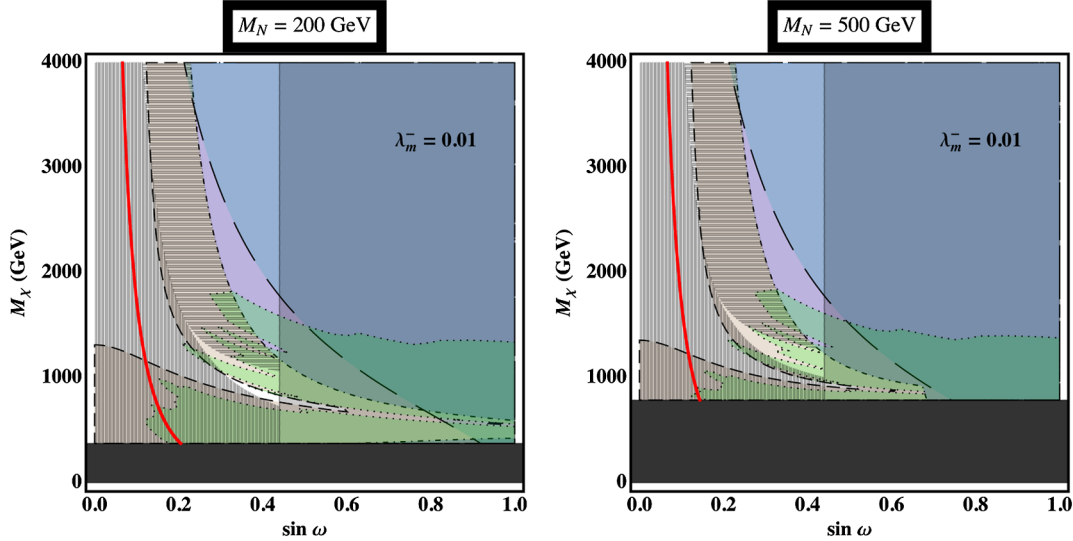 M_N = 200 GeV
4000
3000
2000
1000
0
M_χ (GeV)
λ_m^- = 0.01
0.0 0.2 0.4 0.6 0.8 1.0
sin ω
M_N = 500 GeV
4000
3000
2000
1000
0
M_χ (GeV)
λ_m^- = 0.01
0.0 0.2 0.4 0.6 0.8 1.0
sin ω